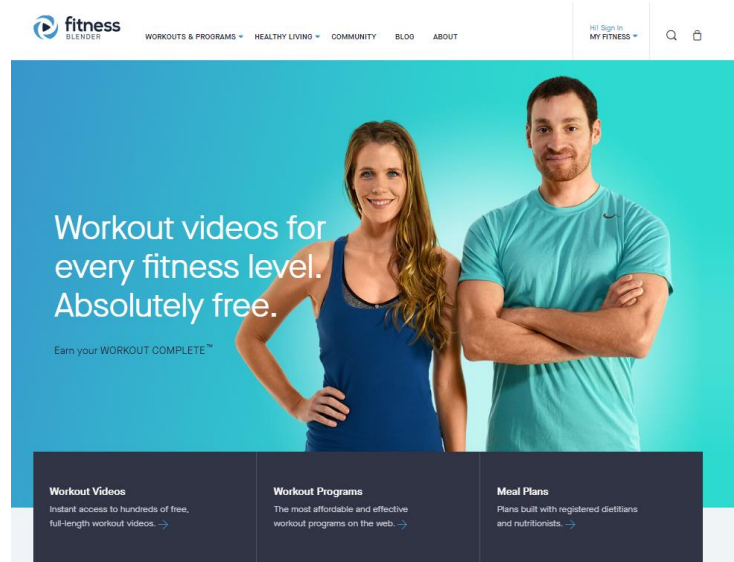 fitness
BLENDER
WORKOUTS & PROGRAMS
HEALTHY LIVING
COMMUNITY
BLOG
ABOUT
Hi! Sign In
MY FITNESS
Workout videos for
every fitness level.
Absolutely free.
Earn your WORKOUT COMPLETE™
Workout Videos
Instant access to hundreds of free,
full-length workout videos. →
Workout Programs
The most affordable and effective
workout programs on the web. →
Meal Plans
Plans built with registered dietitians
and nutritionists. →